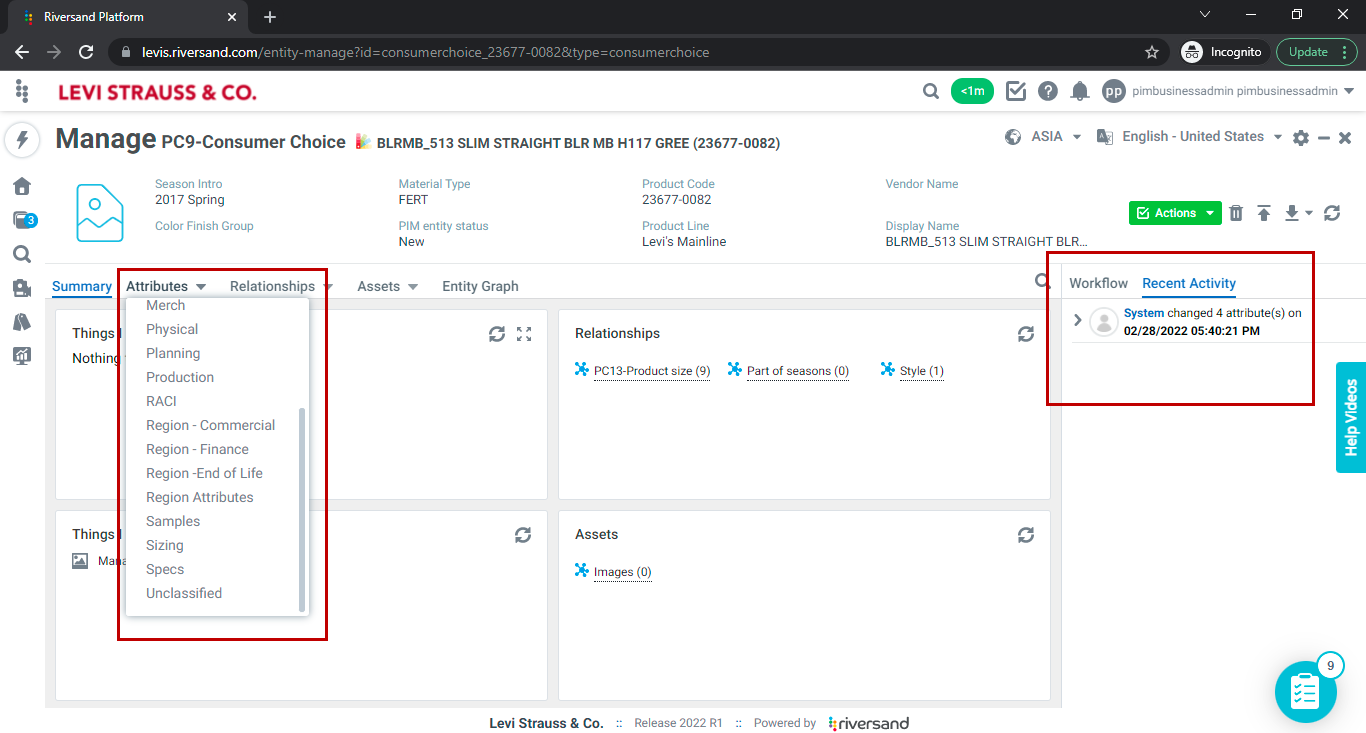 Riversand Platform
levis.riversand.com/entity-manage?id=consumerchoice_23677-0082&type=consumerchoice
Incognito
Update
LEVI STRAUSS & CO.
<1m
pp
pimbusinessadmin pimbusinessadmin
Manage PC9-Consumer Choice BLRMB_513 SLIM STRAIGHT BLR MB H117 GREE (23677-0082)
ASIA
English - United States
3
Season Intro
2017 Spring
Color Finish Group
Material Type
FERT
PIM entity status
New
Product Code
23677-0082
Product Line
Levi's Mainline
Vendor Name
Display Name
BLRMB_513 SLIM STRAIGHT BLR...
Actions
Summary
Attributes
Relationships
Assets
Entity Graph
Merch
Physical
Planning
Production
RACI
Region - Commercial
Region - Finance
Region -End of Life
Region Attributes
Samples
Sizing
Specs
Unclassified
Things
Nothing
Relationships
PC13-Product size (9)
Part of seasons (0)
Style (1)
Things
Assets
Images (0)
Workflow
Recent Activity
System changed 4 attribute(s) on
02/28/2022 05:40:21 PM
Help Videos
9
Levi Strauss & Co. :: Release 2022 R1 :: Powered by riversand